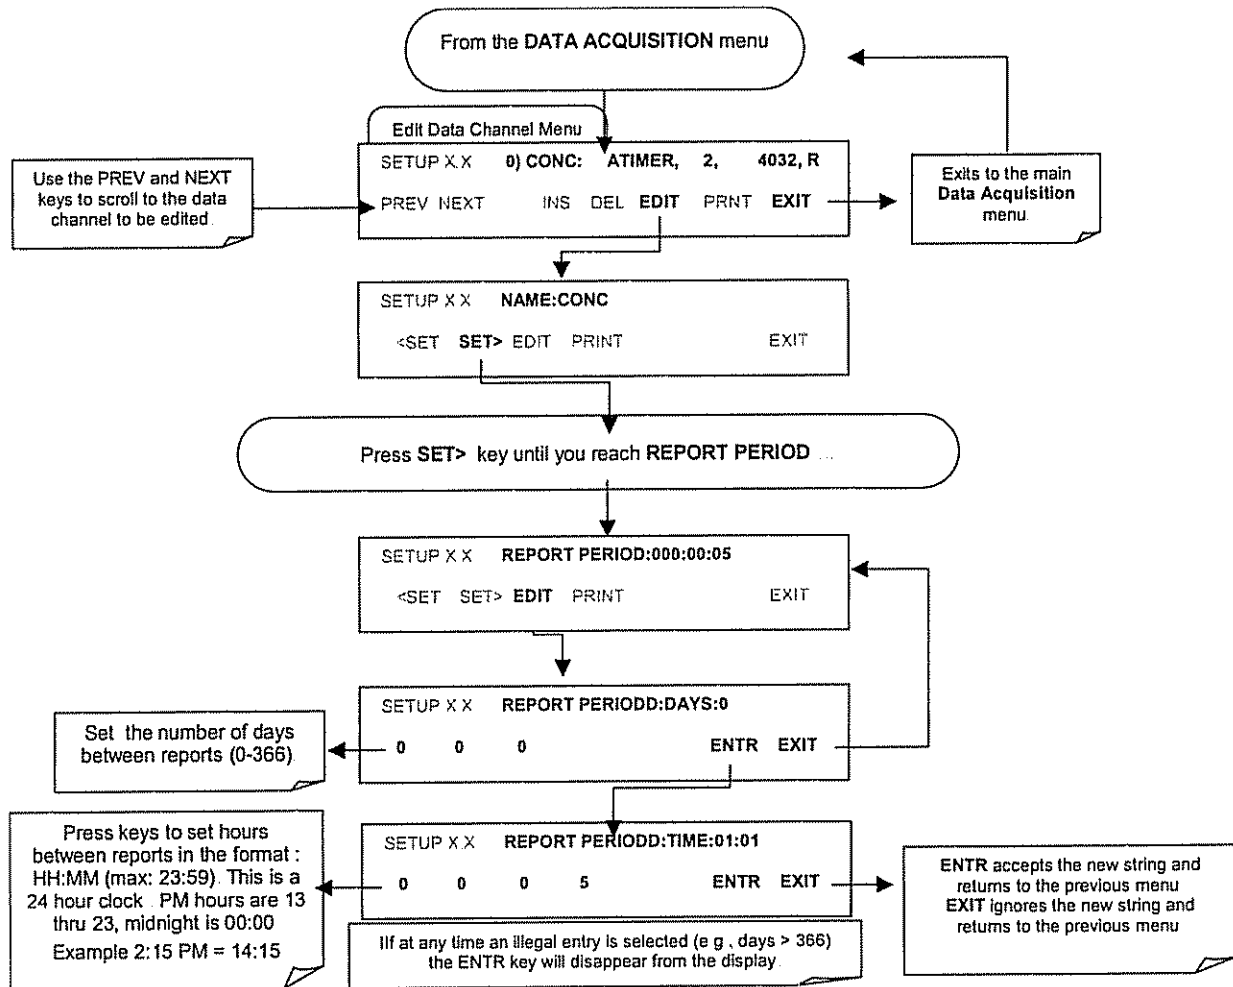 From the DATA ACQUISITION menu
Edit Data Channel Menu
SETUP X.X 0) CONC: ATIMER, 2, 4032, R
PREV NEXT INS DEL EDIT PRNT EXIT
Use the PREV and NEXT
keys to scroll to the data
channel to be edited.
Exits to the main
Data Acquisition
menu.
SETUP X X NAME:CONC
<SET SET> EDIT PRINT EXIT
Press SET> key until you reach REPORT PERIOD ...
SETUP X X REPORT PERIOD:000:00:05
<SET SET> EDIT PRINT EXIT
SETUP X X REPORT PERIODD:DAYS:0
0 0 0 ENTR EXIT
Set the number of days
between reports (0-366)
SETUP X.X REPORT PERIODD:TIME:01:01
0 0 0 5 ENTR EXIT
Press keys to set hours
between reports in the format :
HH:MM (max: 23:59). This is a
24 hour clock . PM hours are 13
thru 23, midnight is 00:00
Example 2:15 PM = 14:15
IIf at any time an illegal entry is selected (e g , days > 366)
the ENTR key will disappear from the display.
ENTR accepts the new string and
returns to the previous menu
EXIT ignores the new string and
returns to the previous menu